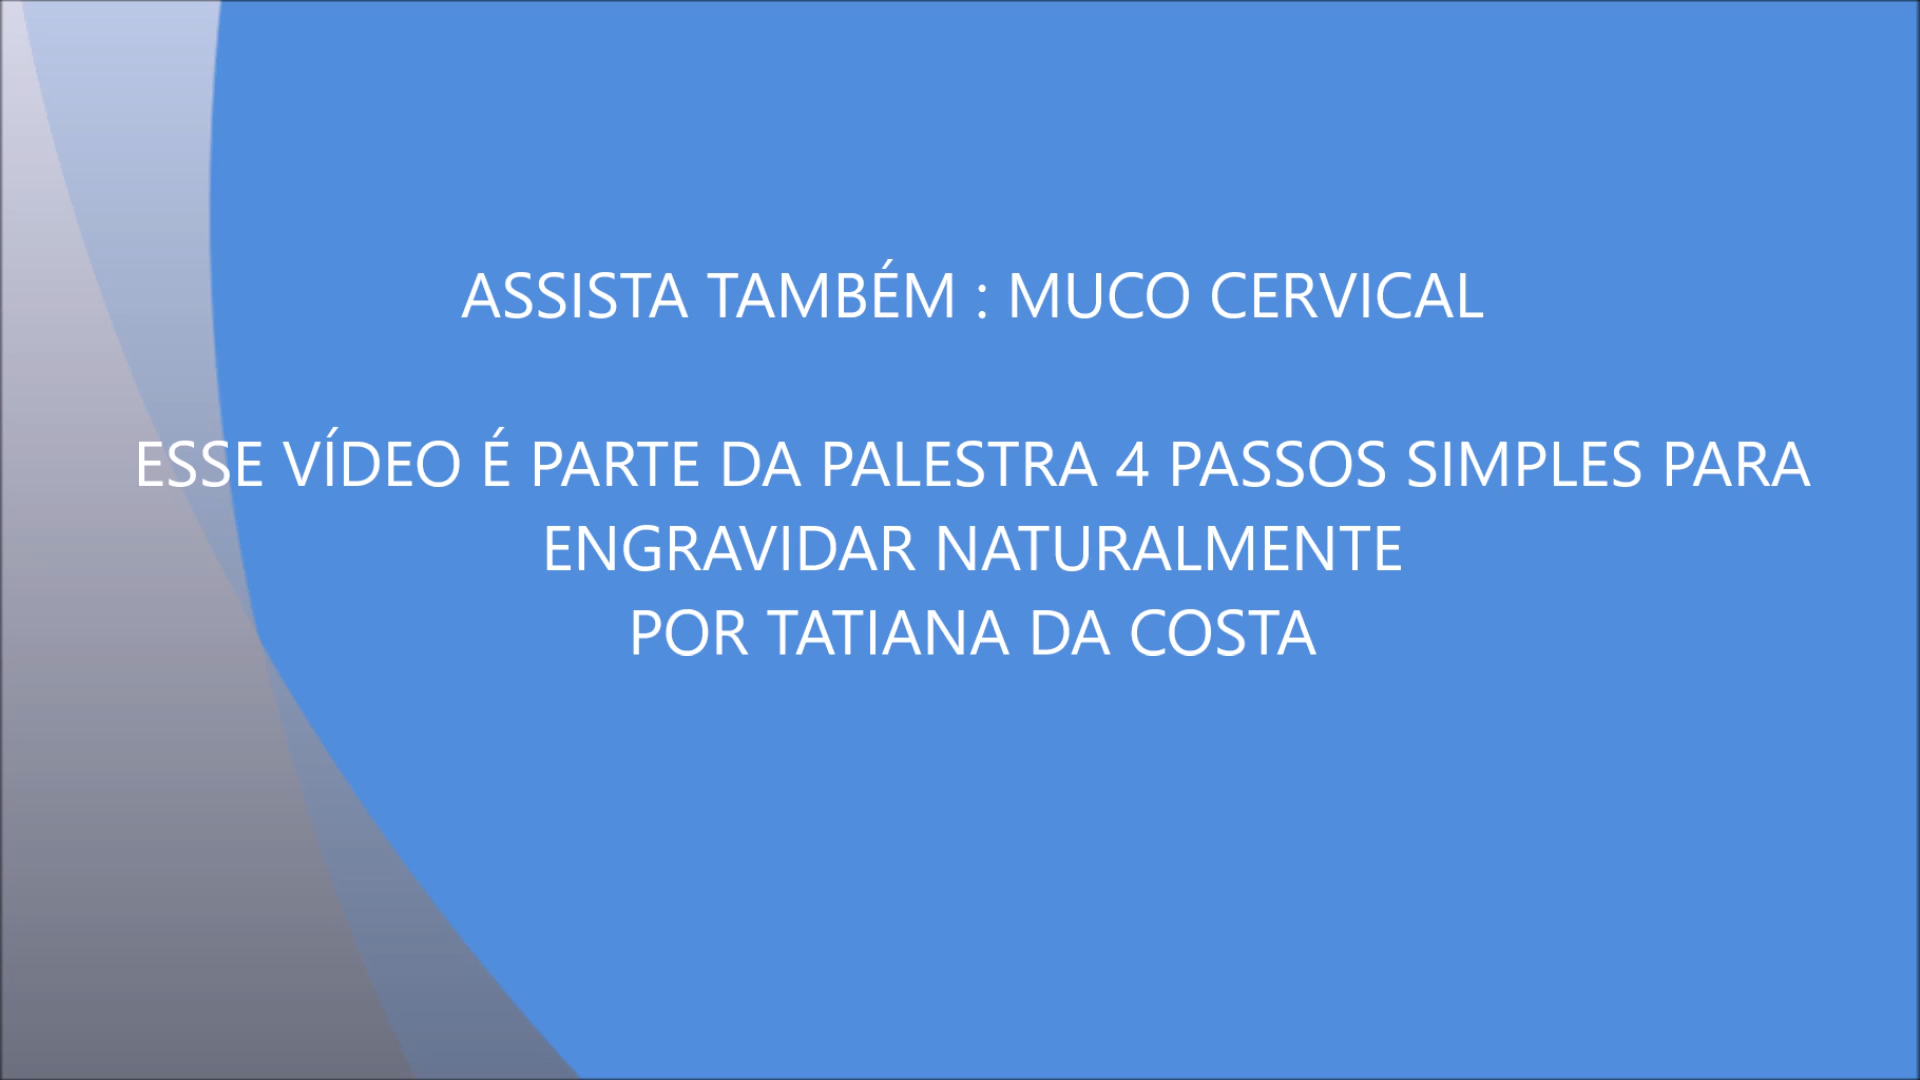 ASSISTA TAMBÉM : MUCO CERVICAL
ESSE VÍDEO É PARTE DA PALESTRA 4 PASSOS SIMPLES PARA
ENGRAVIDAR NATURALMENTE
POR TATIANA DA COSTA